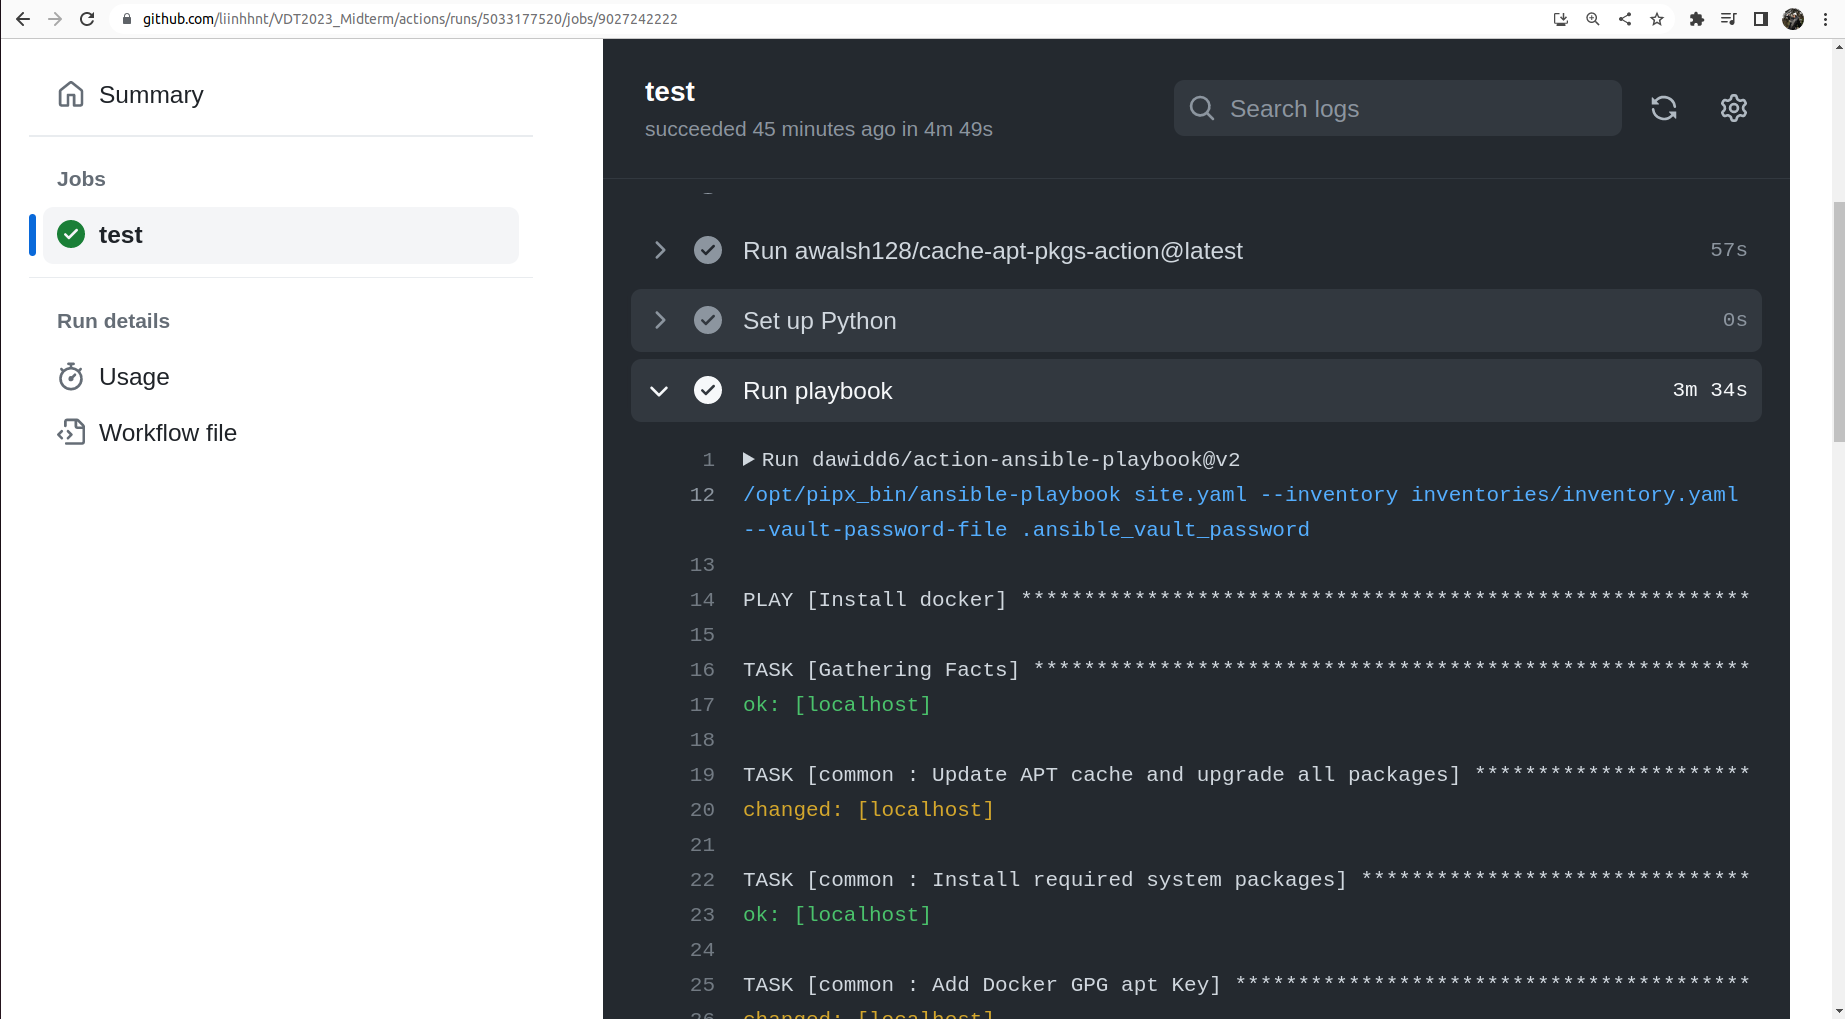 github.com/liinhhnt/VDT2023_Midterm/actions/runs/5033177520/jobs/9027242222
Summary
Jobs
test
Run details
Usage
Workflow file
test
succeeded 45 minutes ago in 4m 49s
Search logs
Run awalsh128/cache-apt-pkgs-action@latest 57s
Set up Python 0s
Run playbook 3m 34s
1 Run dawidd6/action-ansible-playbook@v2
12 /opt/pipx_bin/ansible-playbook site.yaml --inventory inventories/inventory.yaml
--vault-password-file .ansible_vault_password
13
14 PLAY [Install docker] **********************************************************
15
16 TASK [Gathering Facts] *********************************************************
17 ok: [localhost]
18
19 TASK [common : Update APT cache and upgrade all packages] **********************
20 changed: [localhost]
21
22 TASK [common : Install required system packages] *******************************
23 ok: [localhost]
24
25 TASK [common : Add Docker GPG apt Key] *****************************************
26 changed: [localhost]